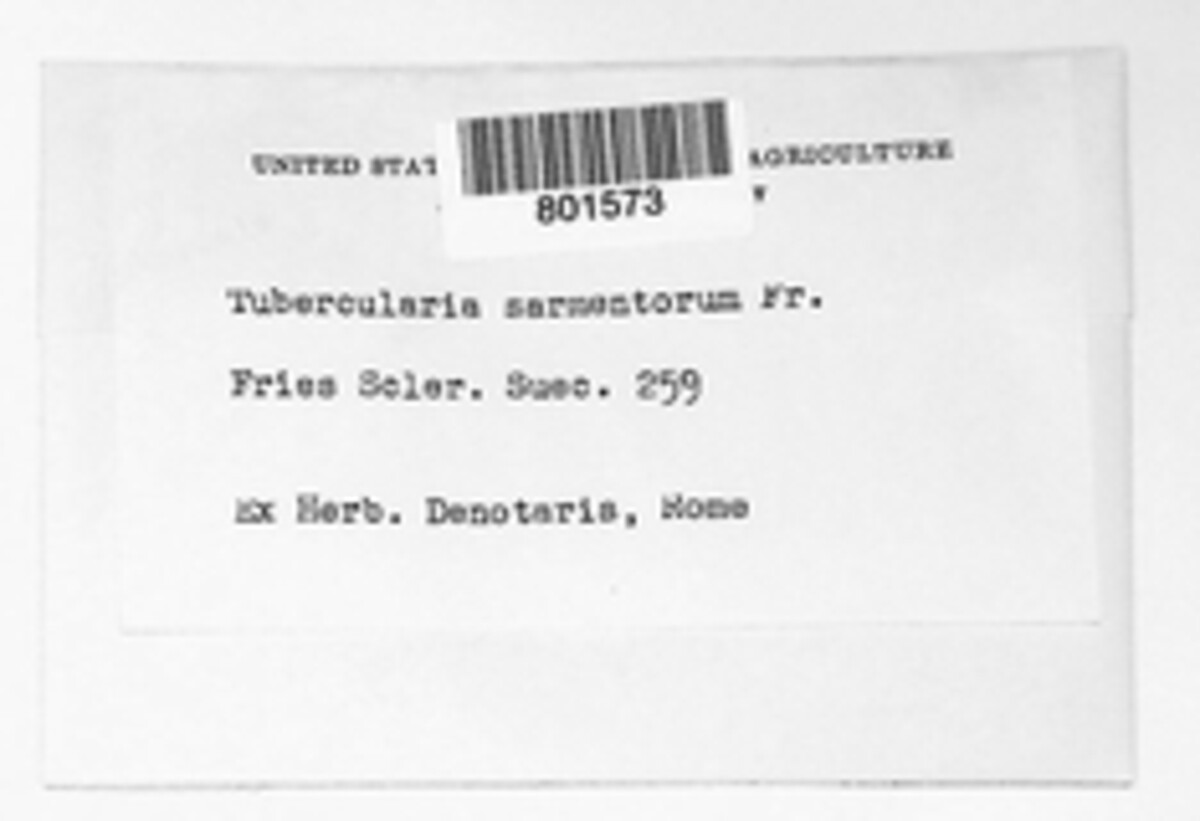 UNITED STAT AGRICULTURE
801573
Tubercularia sarmentorum Fr.
Fries Scler. Suec. 259
Ex Herb. Denotaris, Rome